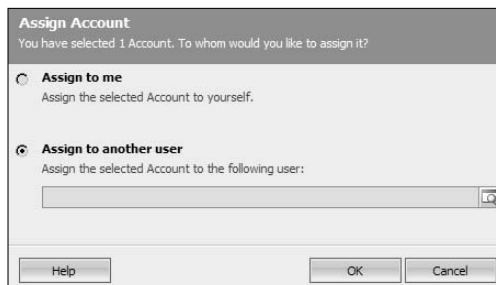 Assign Account
You have selected 1 Account. To whom would you like to assign it?
Assign to me
Assign the selected Account to yourself.
Assign to another user
Assign the selected Account to the following user:
Help
OK
Cancel